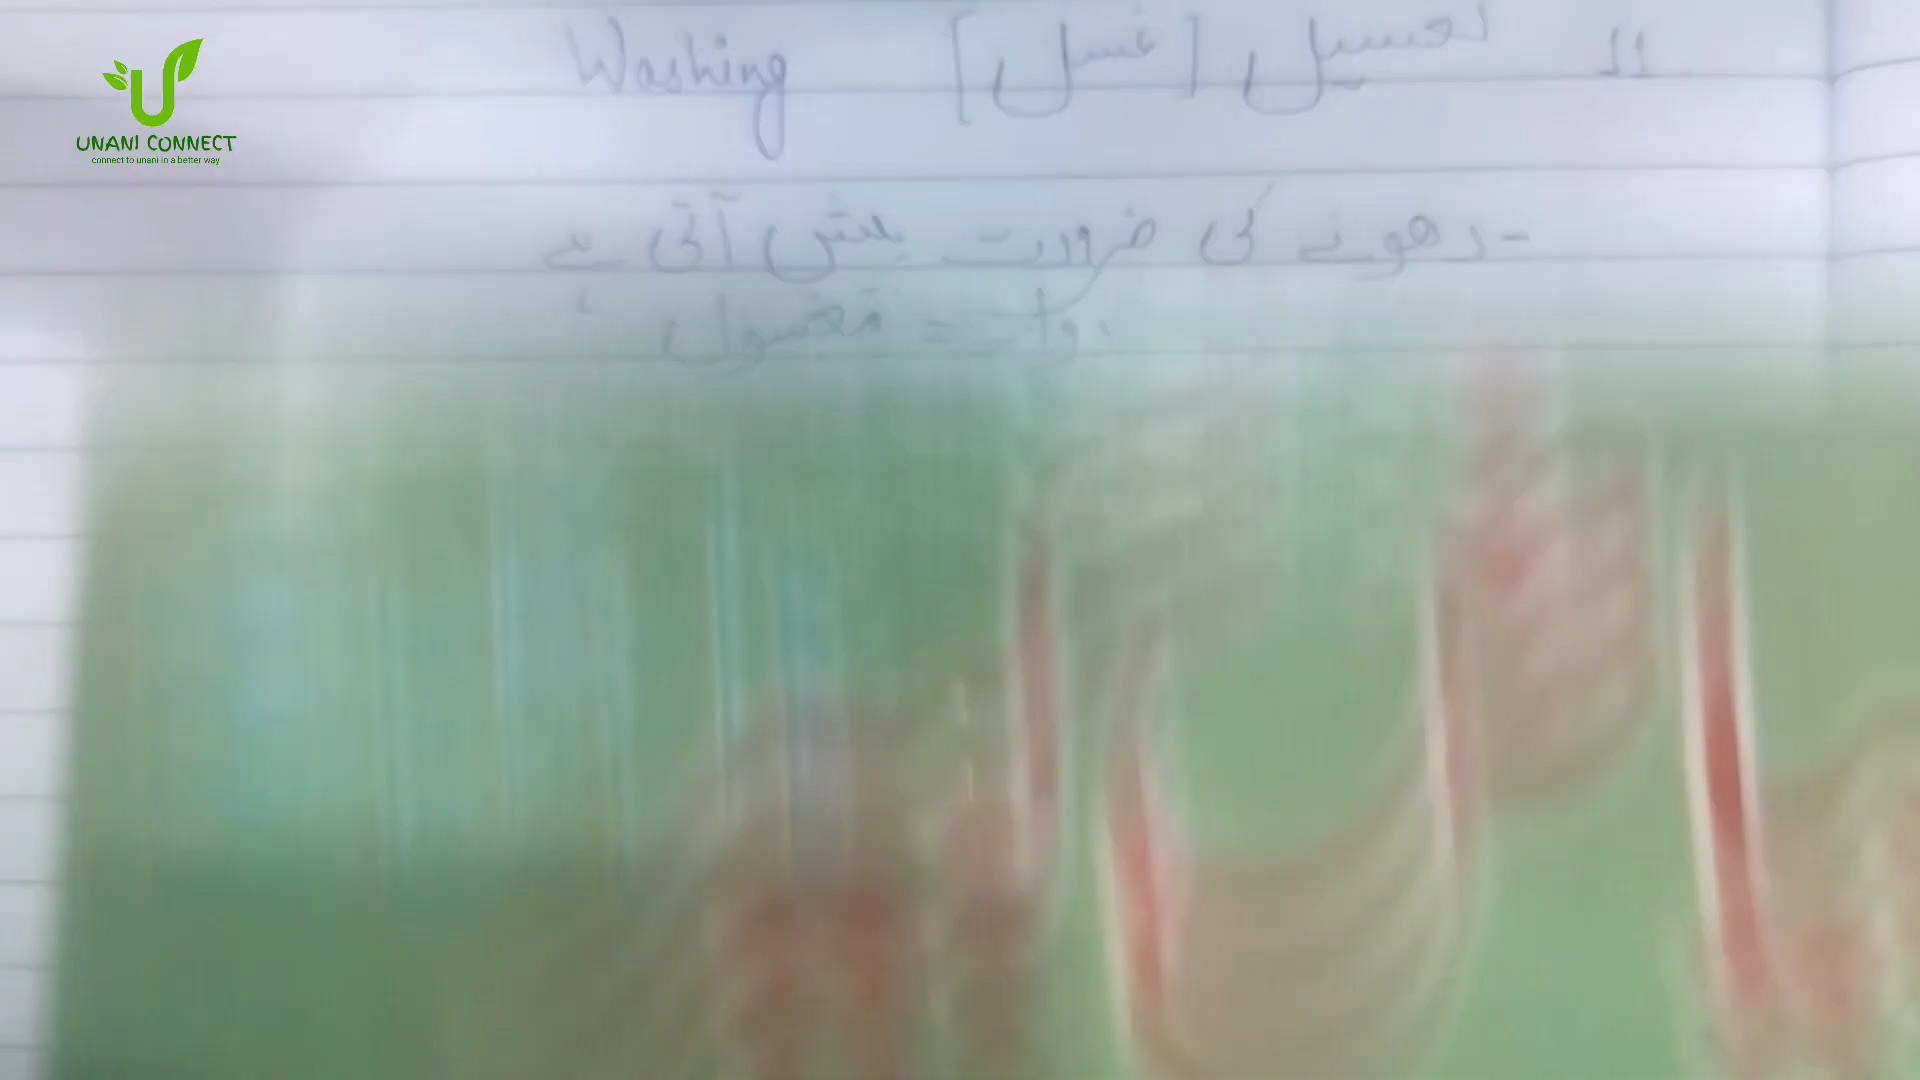 UNANI CONNECT
connect to unani in a better way
11 تغسیل [غسل] Washing
- دھونے کی ضرورت پیش آتی ہے
دوا = مغسول